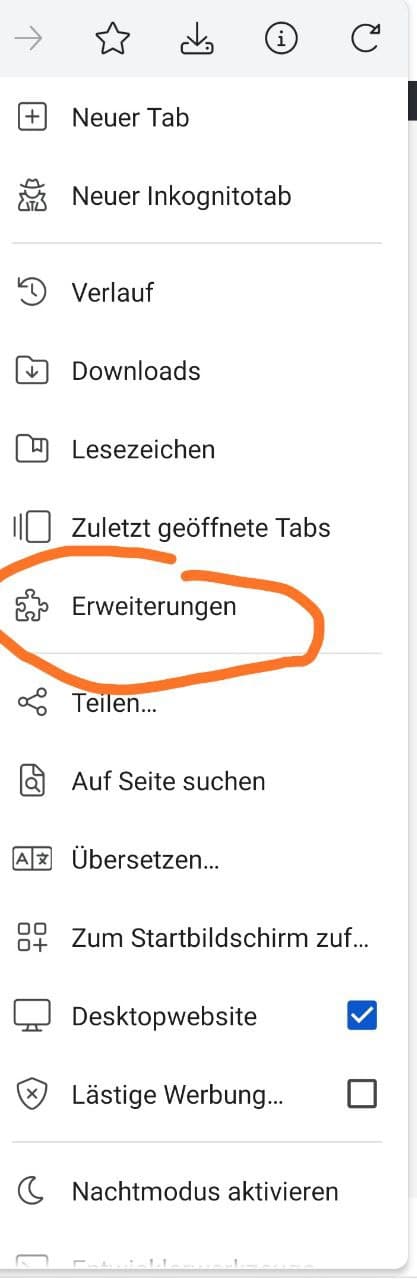 Neuer Tab
Neuer Inkognitotab
Verlauf
Downloads
Lesezeichen
Zuletzt geöffnete Tabs
Erweiterungen
Teilen...
Auf Seite suchen
Übersetzen...
Zum Startbildschirm zuf...
Desktopwebsite
Lästige Werbung...
Nachtmodus aktivieren